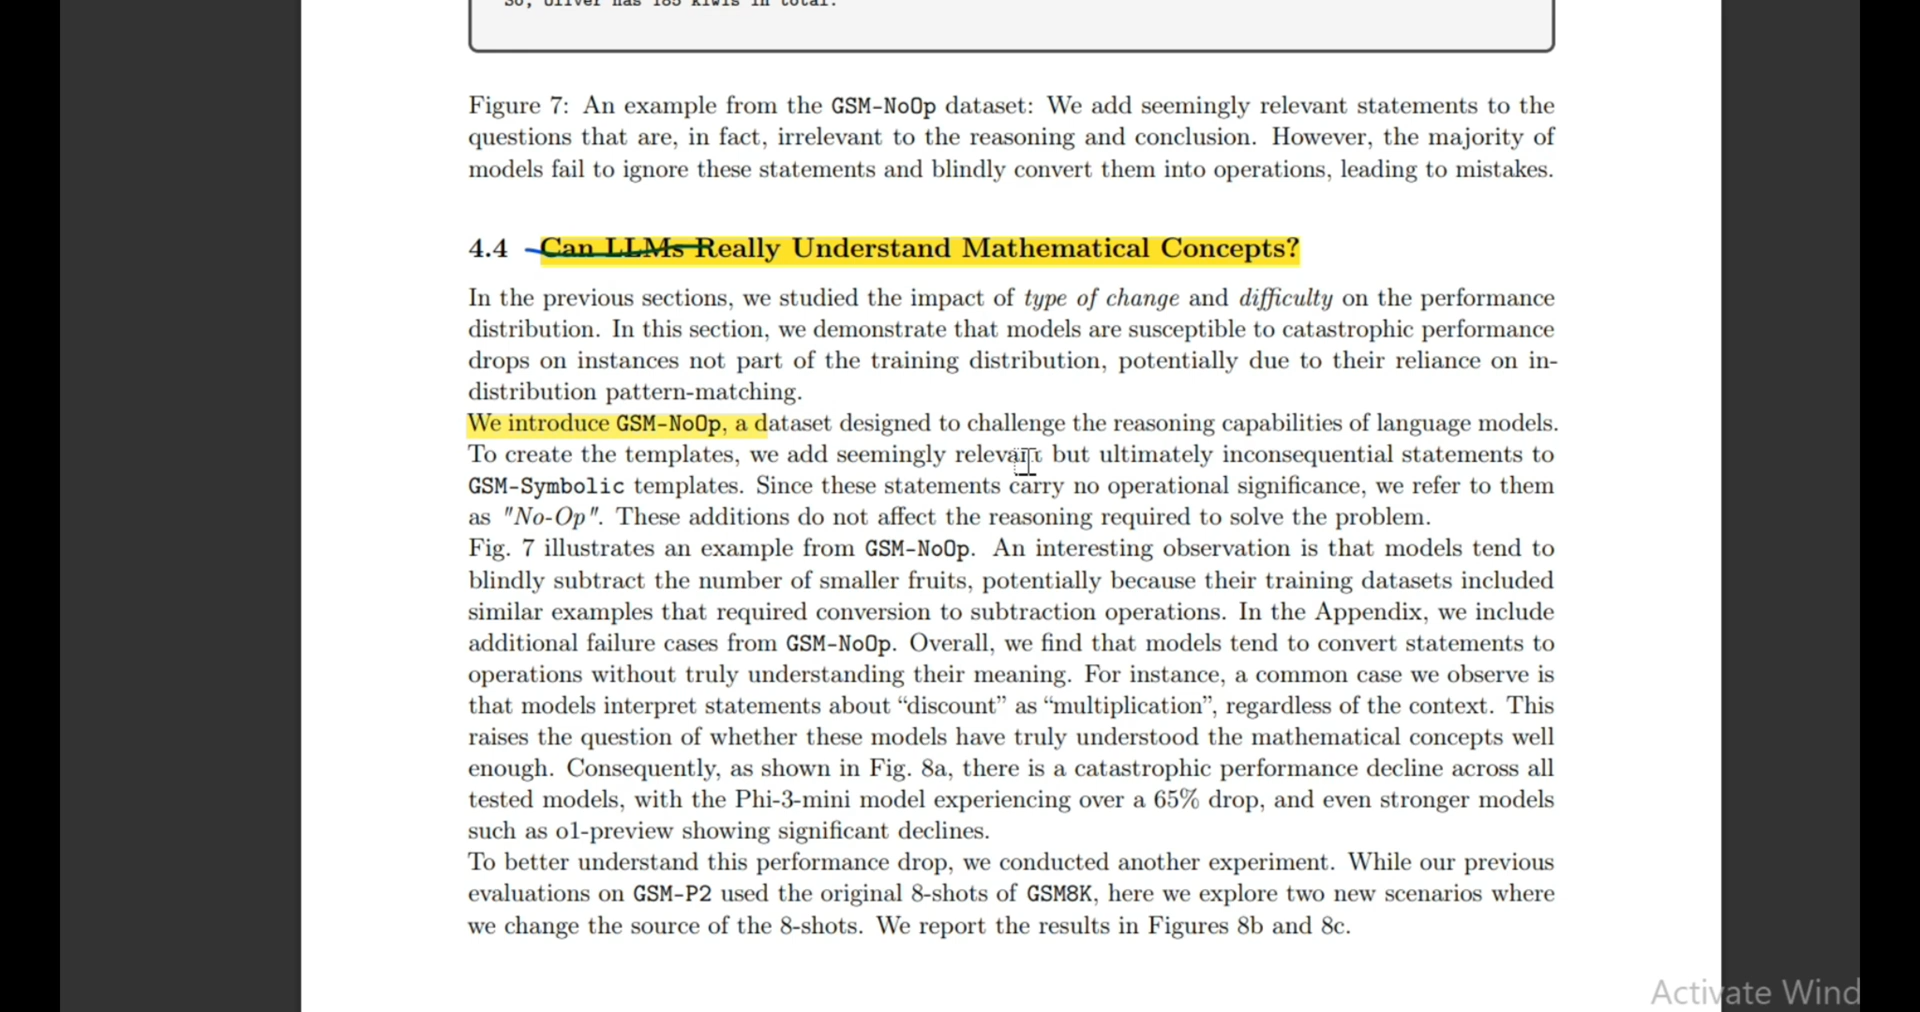 So, Oliver has 185 kiwis in total.
Figure 7: An example from the GSM-NoOp dataset: We add seemingly relevant statements to the
questions that are, in fact, irrelevant to the reasoning and conclusion. However, the majority of
models fail to ignore these statements and blindly convert them into operations, leading to mistakes.
4.4 Can LLMs Really Understand Mathematical Concepts?
In the previous sections, we studied the impact of type of change and difficulty on the performance
distribution. In this section, we demonstrate that models are susceptible to catastrophic performance
drops on instances not part of the training distribution, potentially due to their reliance on in-
distribution pattern-matching.
We introduce GSM-NoOp, a dataset designed to challenge the reasoning capabilities of language models.
To create the templates, we add seemingly relevant but ultimately inconsequential statements to
GSM-Symbolic templates. Since these statements carry no operational significance, we refer to them
as "No-Op". These additions do not affect the reasoning required to solve the problem.
Fig. 7 illustrates an example from GSM-NoOp. An interesting observation is that models tend to
blindly subtract the number of smaller fruits, potentially because their training datasets included
similar examples that required conversion to subtraction operations. In the Appendix, we include
additional failure cases from GSM-NoOp. Overall, we find that models tend to convert statements to
operations without truly understanding their meaning. For instance, a common case we observe is
that models interpret statements about “discount” as “multiplication”, regardless of the context. This
raises the question of whether these models have truly understood the mathematical concepts well
enough. Consequently, as shown in Fig. 8a, there is a catastrophic performance decline across all
tested models, with the Phi-3-mini model experiencing over a 65% drop, and even stronger models
such as o1-preview showing significant declines.
To better understand this performance drop, we conducted another experiment. While our previous
evaluations on GSM-P2 used the original 8-shots of GSM8K, here we explore two new scenarios where
we change the source of the 8-shots. We report the results in Figures 8b and 8c.
Activate Wind